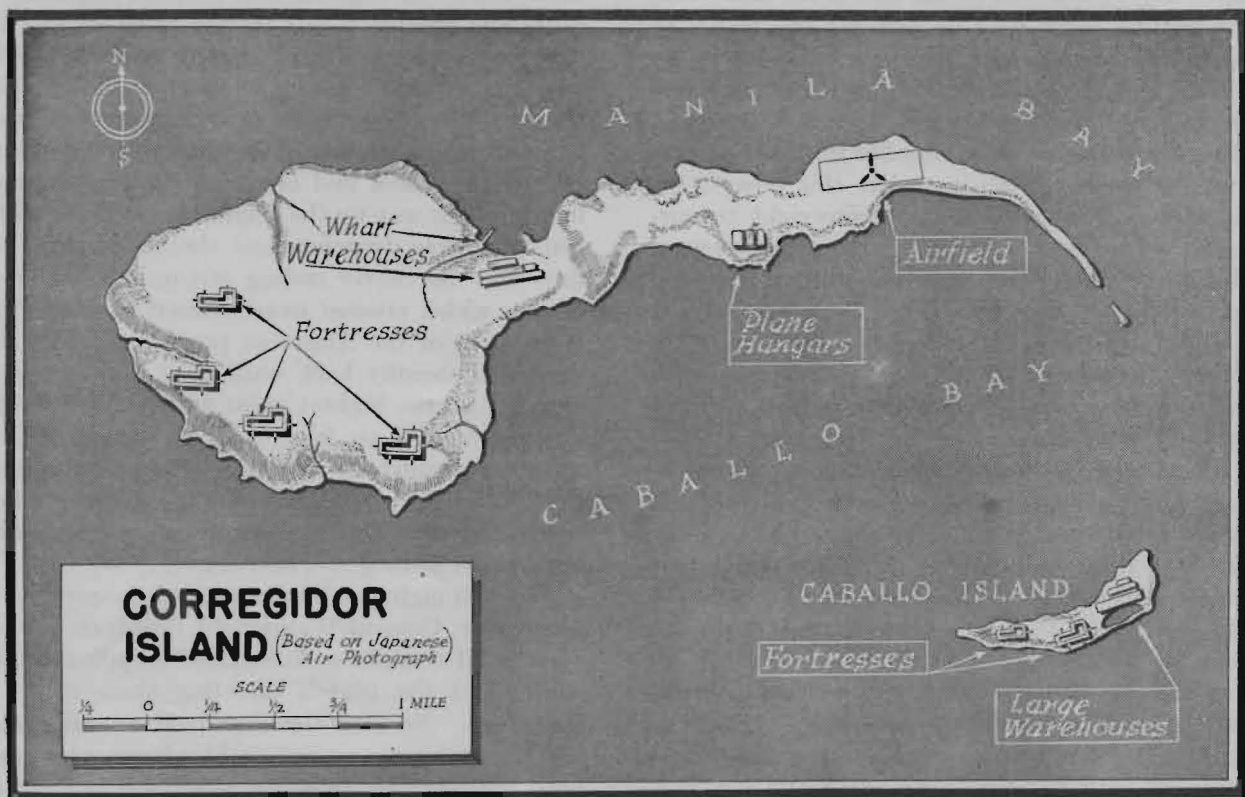 N
S
MANILA BAY
Wharf
Warehouses
Fortresses
Airfield
Plane
Hangars
CABALLO BAY
CABALLO ISLAND
Fortresses
Large
Warehouses
CORREGIDOR
ISLAND (Based on Japanese
Air Photograph)
SCALE
1/4 0 1/4 1/2 3/4 1 MILE